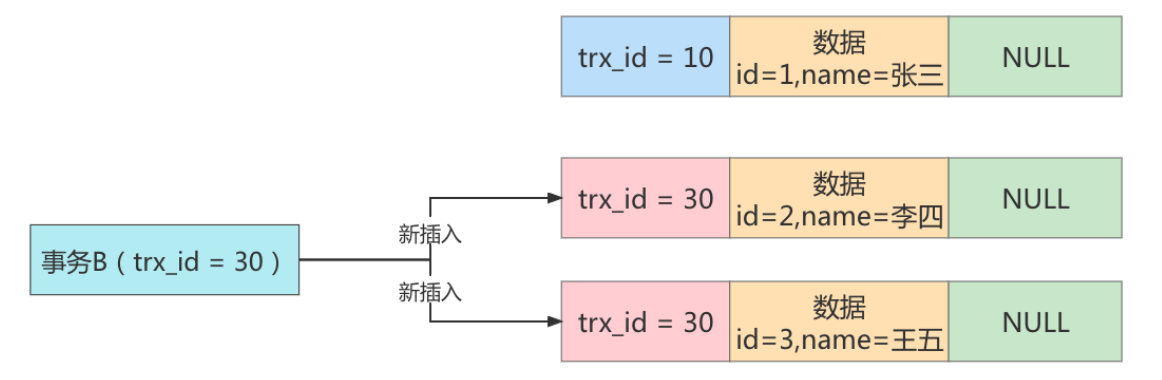 trx_id = 10
数据
id=1,name=张三
NULL
trx_id = 30
数据
id=2,name=李四
NULL
新插入
事务B（trx_id = 30）
新插入
trx_id = 30
数据
id=3,name=王五
NULL